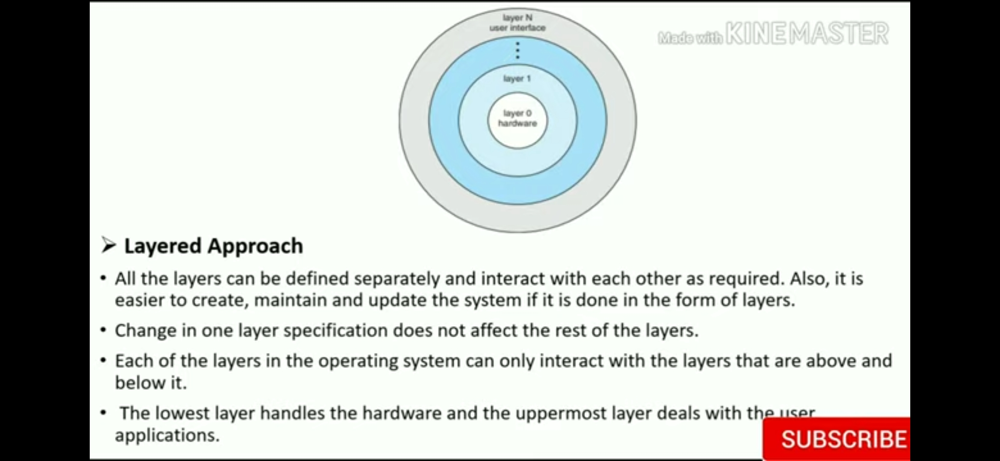 layer N
user interface
Made with KINEMASTER
layer 1
layer 0
hardware
Layered Approach
• All the layers can be defined separately and interact with each other as required. Also, it is
easier to create, maintain and update the system if it is done in the form of layers.
• Change in one layer specification does not affect the rest of the layers.
• Each of the layers in the operating system can only interact with the layers that are above and
below it.
• The lowest layer handles the hardware and the uppermost layer deals with the user
applications.
SUBSCRIBE